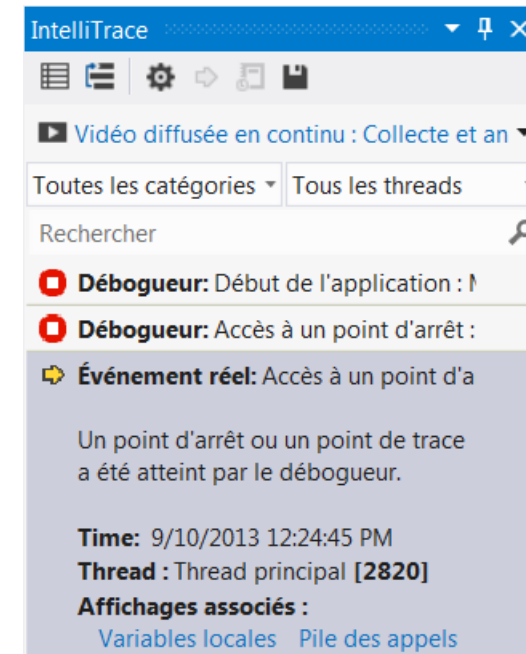 IntelliTrace
Vidéo diffusée en continu : Collecte et an
Toutes les catégories Tous les threads
Rechercher
Débogueur: Début de l'application :
Débogueur: Accès à un point d'arrêt :
Événement réel: Accès à un point d'a
Un point d'arrêt ou un point de trace
a été atteint par le débogueur.
Time: 9/10/2013 12:24:45 PM
Thread : Thread principal [2820]
Affichages associés :
Variables locales Pile des appels